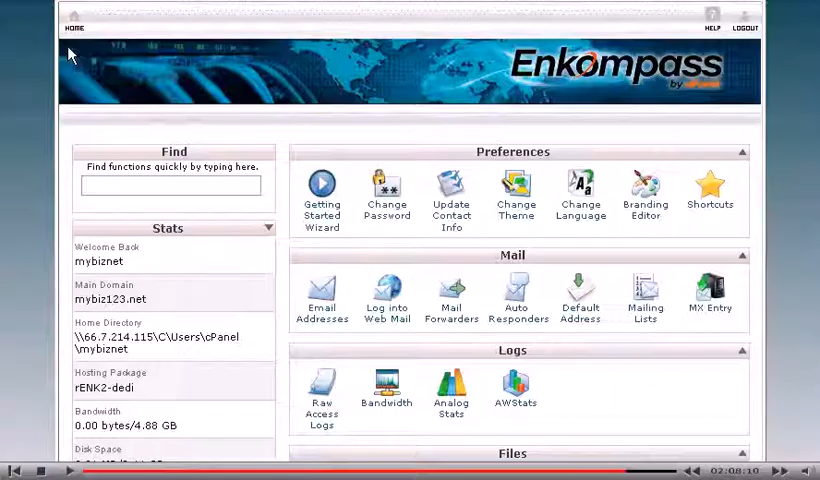 HOME
HELP
LOGOUT
Enkompass
by cPanel
Find
Find functions quickly by typing here.
Stats
Welcome Back
mybiznet
Main Domain
mybiz123.net
Home Directory
\\66.7.214.115\C\Users\cPanel
\mybiznet
Hosting Package
rENK2-dedi
Bandwidth
0.00 bytes/4.88 GB
Disk Space
Preferences
Getting Started Wizard
Change Password
Update Contact Info
Change Theme
Change Language
Branding Editor
Shortcuts
Mail
Email Addresses
Log into Web Mail
Mail Forwarders
Auto Responders
Default Address
Mailing Lists
MX Entry
Logs
Raw Access Logs
Bandwidth
Analog Stats
AWStats
Files
02:08:10